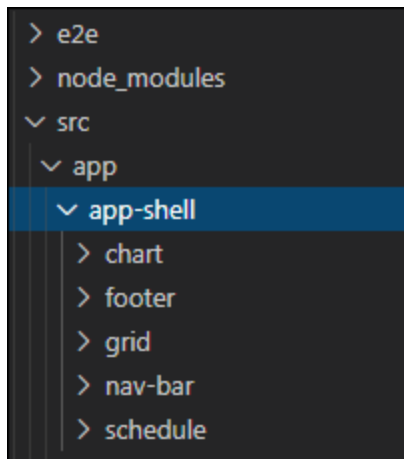 e2e
node_modules
src
app
app-shell
chart
footer
grid
nav-bar
schedule